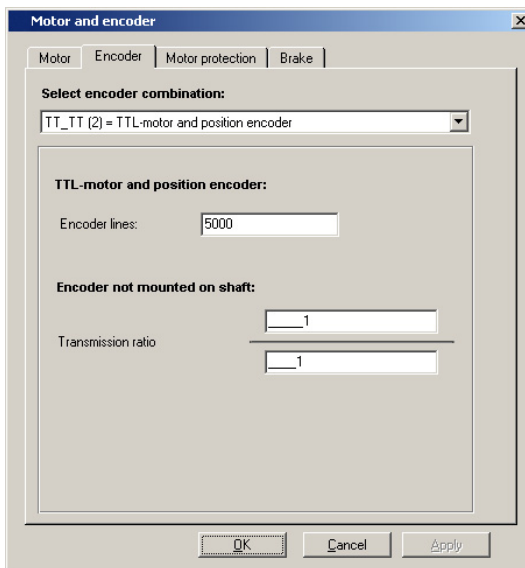 Motor and encoder
Motor Encoder Motor protection Brake
Select encoder combination:
TT_TT (2) = TTL-motor and position encoder
TTL-motor and position encoder:
Encoder lines: 5000
Encoder not mounted on shaft:
_____1
Transmission ratio
____1
OK Cancel Apply